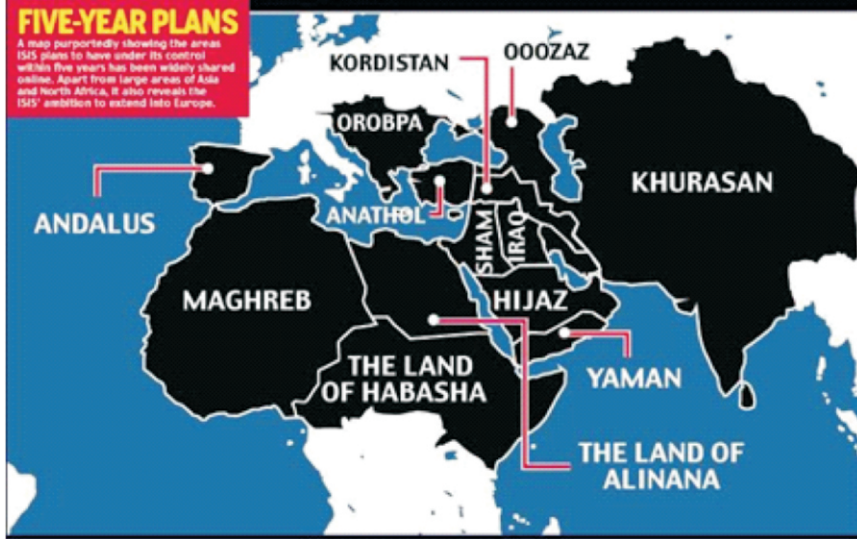 FIVE-YEAR PLANS
A map purportedly showing the areas
ISIS plans to have under its control
within five years has been widely shared
online. Apart from large areas of Asia
and North Africa, it also reveals the
ISIS' ambition to extend into Europe.
KORDISTAN
OOOZAZ
OROBPA
KHURASAN
ANDALUS
ANATHOL
SHAM
IRAQ
MAGHREB
HIJAZ
THE LAND
OF HABASHA
YAMAN
THE LAND OF
ALINANA